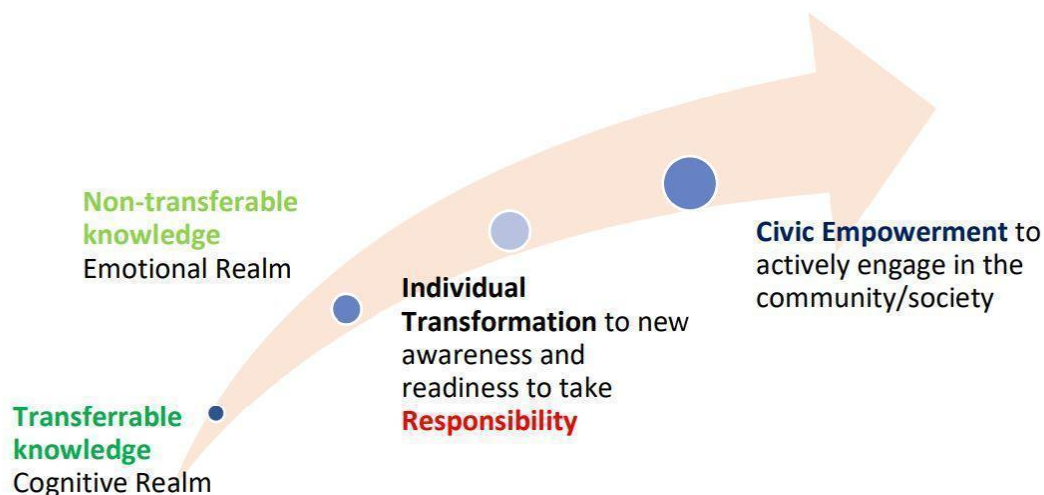 Non-transferable
knowledge
Emotional Realm
Civic Empowerment to
actively engage in the
community/society
Individual
Transformation to new
awareness and
readiness to take
Responsibility
Transferrable
knowledge
Cognitive Realm